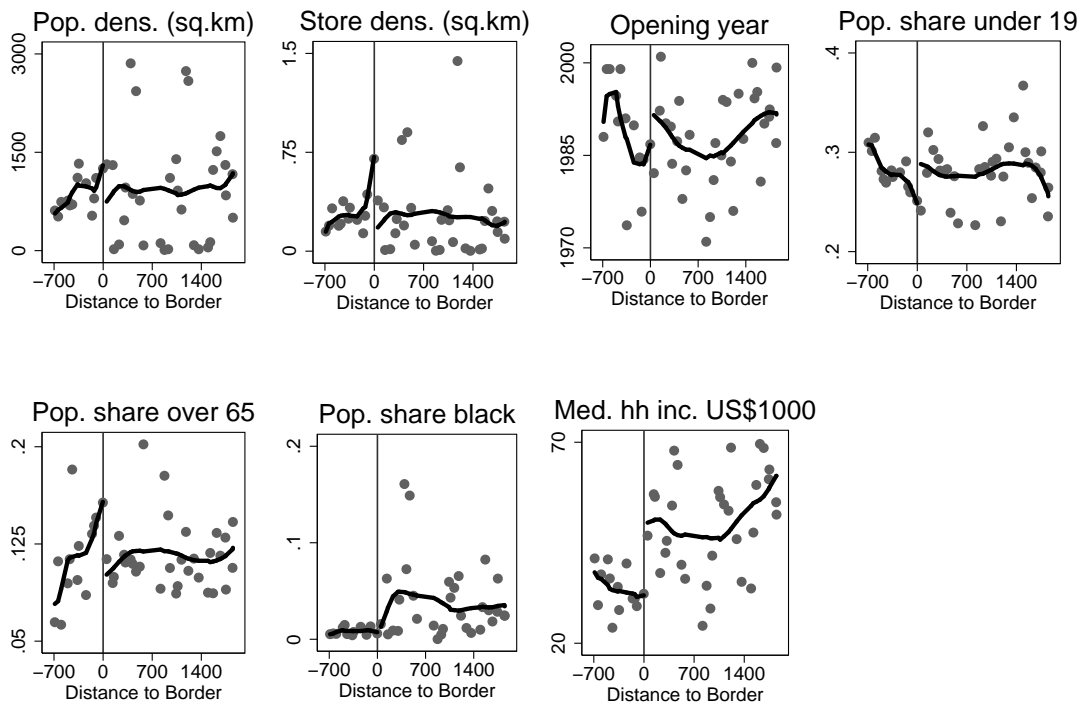 Pop. dens. (sq.km)
3000
1500
0
−700 0 700 1400
Distance to Border
Store dens. (sq.km)
1.5
.75
0
−700 0 700 1400
Distance to Border
Opening year
2000
1985
1970
−700 0 700 1400
Distance to Border
Pop. share under 19
.4
.3
.2
−700 0 700 1400
Distance to Border
Pop. share over 65
.2
.125
.05
−700 0 700 1400
Distance to Border
Pop. share black
.2
.1
0
−700 0 700 1400
Distance to Border
Med. hh inc. US$1000
70
20
−700 0 700 1400
Distance to Border